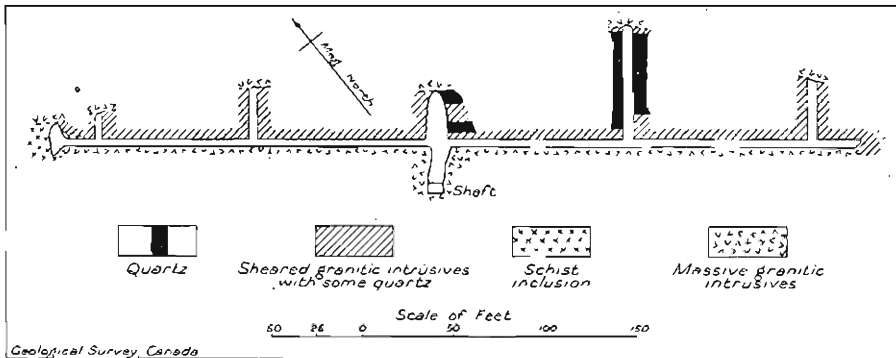 Mag North
Shaft
Quartz
Sheared granitic intrusives
with some quartz
Schist
inclusion
Massive granitic
intrusives
Scale of Feet
50 25 0 50 100 150
Geological Survey, Canada